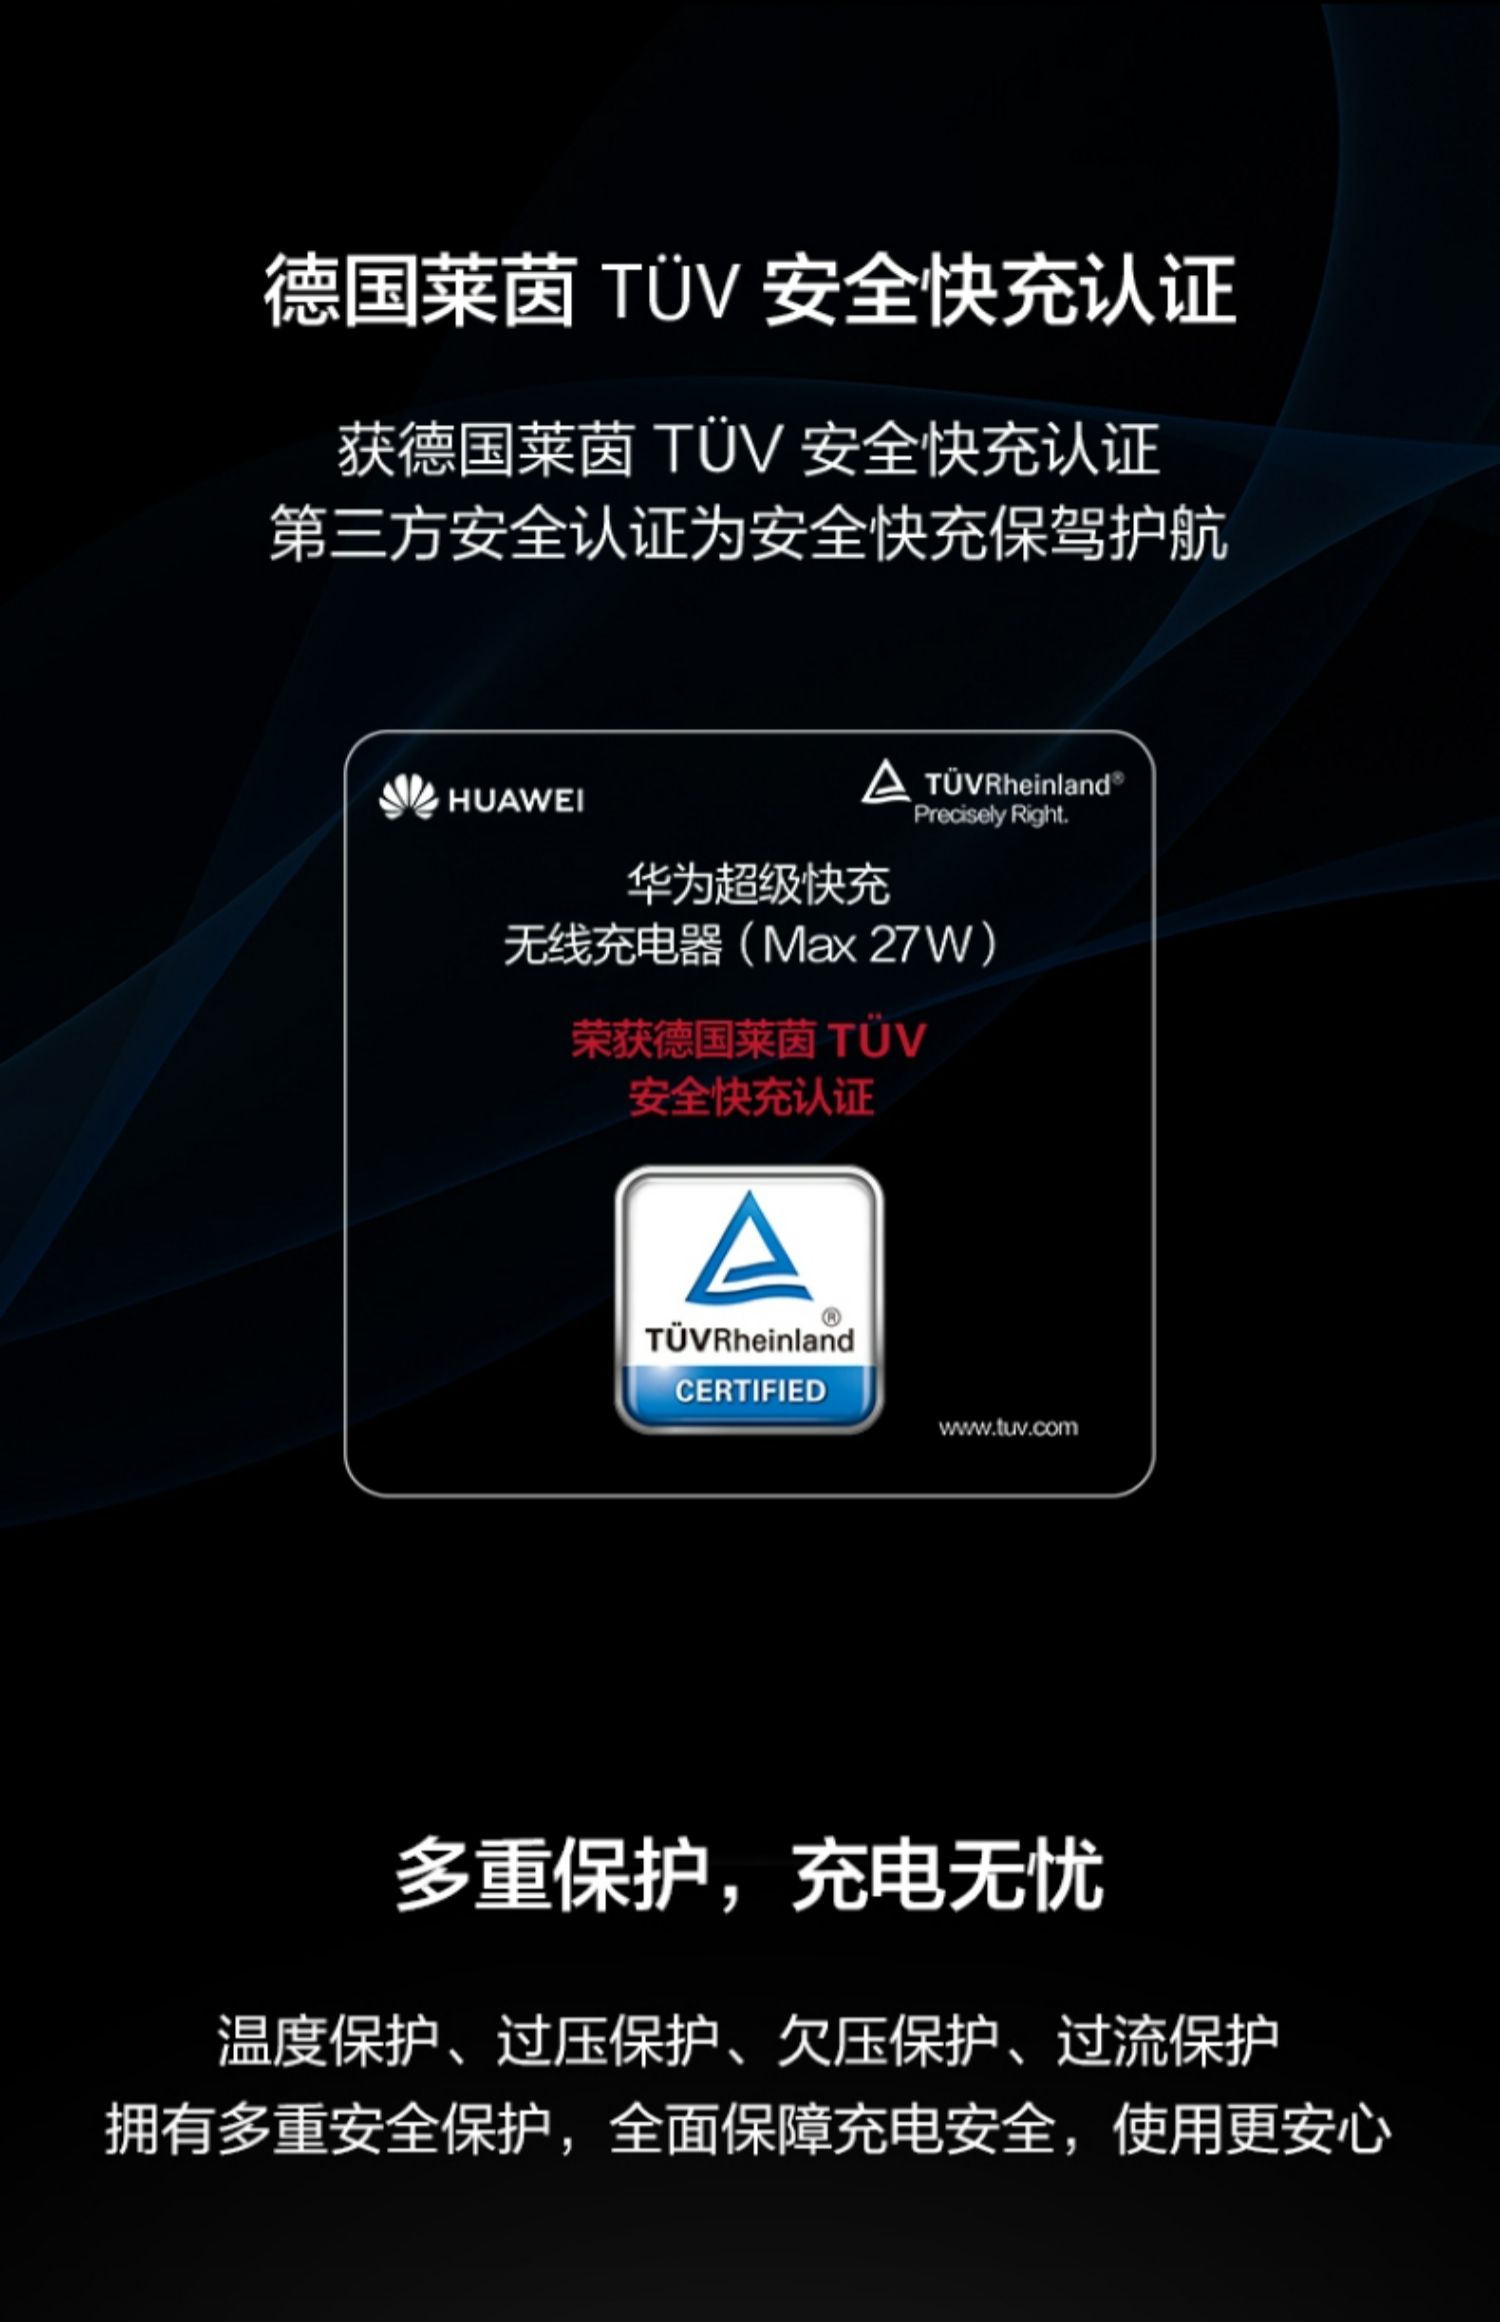 德国莱茵 TÜV 安全快充认证
获德国莱茵 TÜV 安全快充认证
第三方安全认证为安全快充保驾护航
HUAWEI
TÜVRheinland®
Precisely Right.
华为超级快充
无线充电器（Max 27W）
荣获德国莱茵 TÜV
安全快充认证
®
TÜVRheinland
CERTIFIED
www.tuv.com
多重保护，充电无忧
温度保护、过压保护、欠压保护、过流保护
拥有多重安全保护，全面保障充电安全，使用更安心